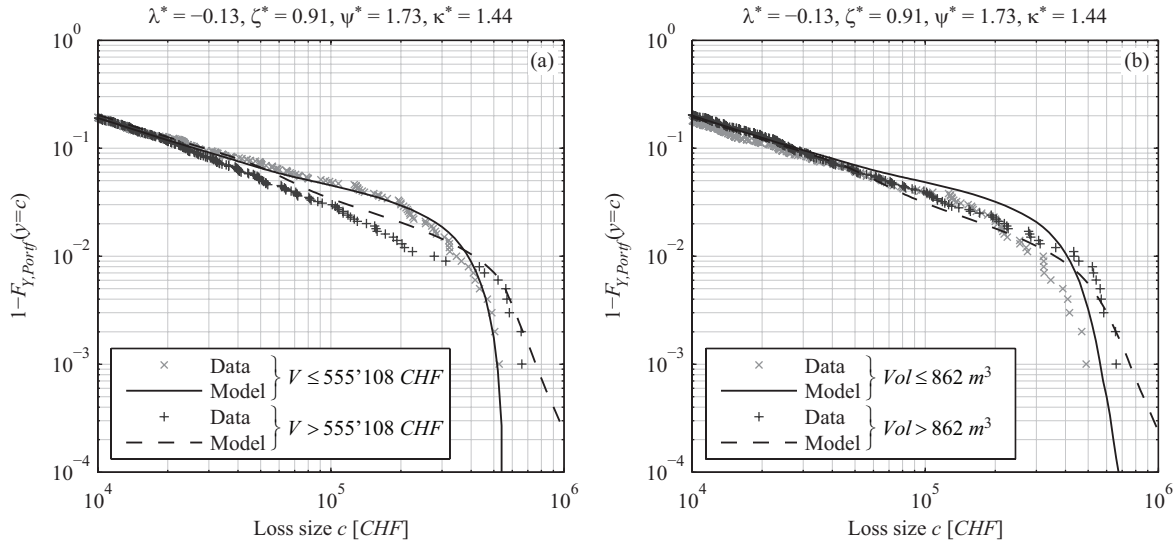 λ* = −0.13, ζ* = 0.91, ψ* = 1.73, κ* = 1.44
(a)
1−F_{Y,Portf}(y=c)
10^0
10^−1
10^−2
10^−3
10^−4
Data
Model
V ≤ 555'108 CHF
Data
Model
V > 555'108 CHF
10^4
10^5
10^6
Loss size c [CHF]
λ* = −0.13, ζ* = 0.91, ψ* = 1.73, κ* = 1.44
(b)
1−F_{Y,Portf}(y=c)
10^0
10^−1
10^−2
10^−3
10^−4
Data
Model
Vol ≤ 862 m^3
Data
Model
Vol > 862 m^3
10^4
10^5
10^6
Loss size c [CHF]